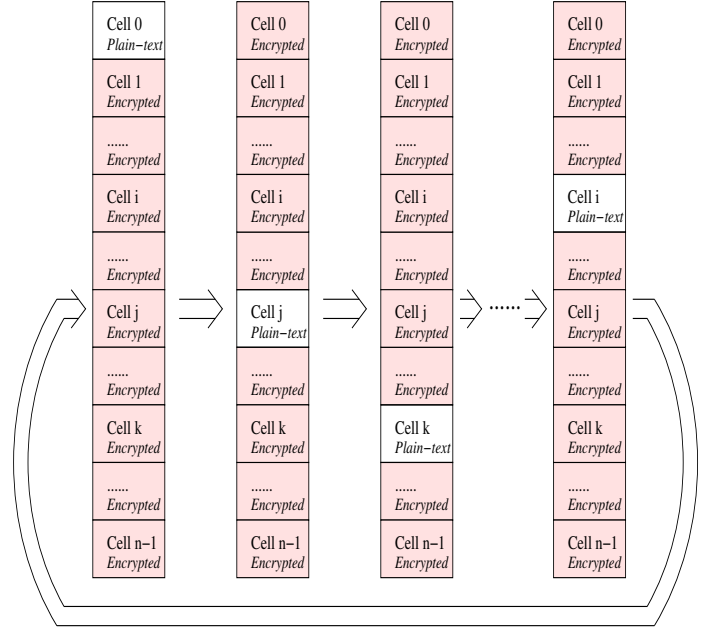 Cell 0
Plain-text
Cell 1
Encrypted
......
Encrypted
Cell i
Encrypted
......
Encrypted
Cell j
Encrypted
......
Encrypted
Cell k
Encrypted
......
Encrypted
Cell n-1
Encrypted
Cell 0
Encrypted
Cell 1
Encrypted
......
Encrypted
Cell i
Encrypted
......
Encrypted
Cell j
Plain-text
......
Encrypted
Cell k
Encrypted
......
Encrypted
Cell n-1
Encrypted
Cell 0
Encrypted
Cell 1
Encrypted
......
Encrypted
Cell i
Encrypted
......
Encrypted
Cell j
Encrypted
......
Encrypted
Cell k
Plain-text
......
Encrypted
Cell n-1
Encrypted
......
Cell 0
Encrypted
Cell 1
Encrypted
......
Encrypted
Cell i
Plain-text
......
Encrypted
Cell j
Encrypted
......
Encrypted
Cell k
Encrypted
......
Encrypted
Cell n-1
Encrypted